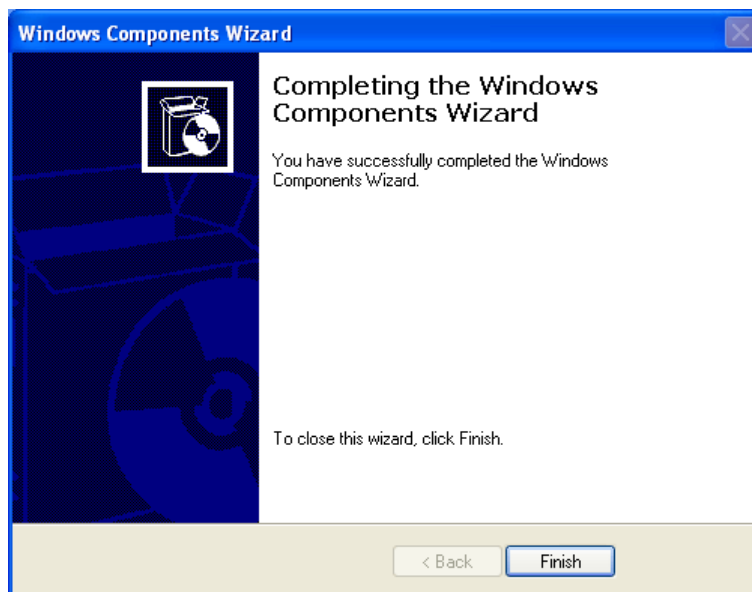 Windows Components Wizard
Completing the Windows
Components Wizard
You have successfully completed the Windows
Components Wizard.
To close this wizard, click Finish.
< Back
Finish